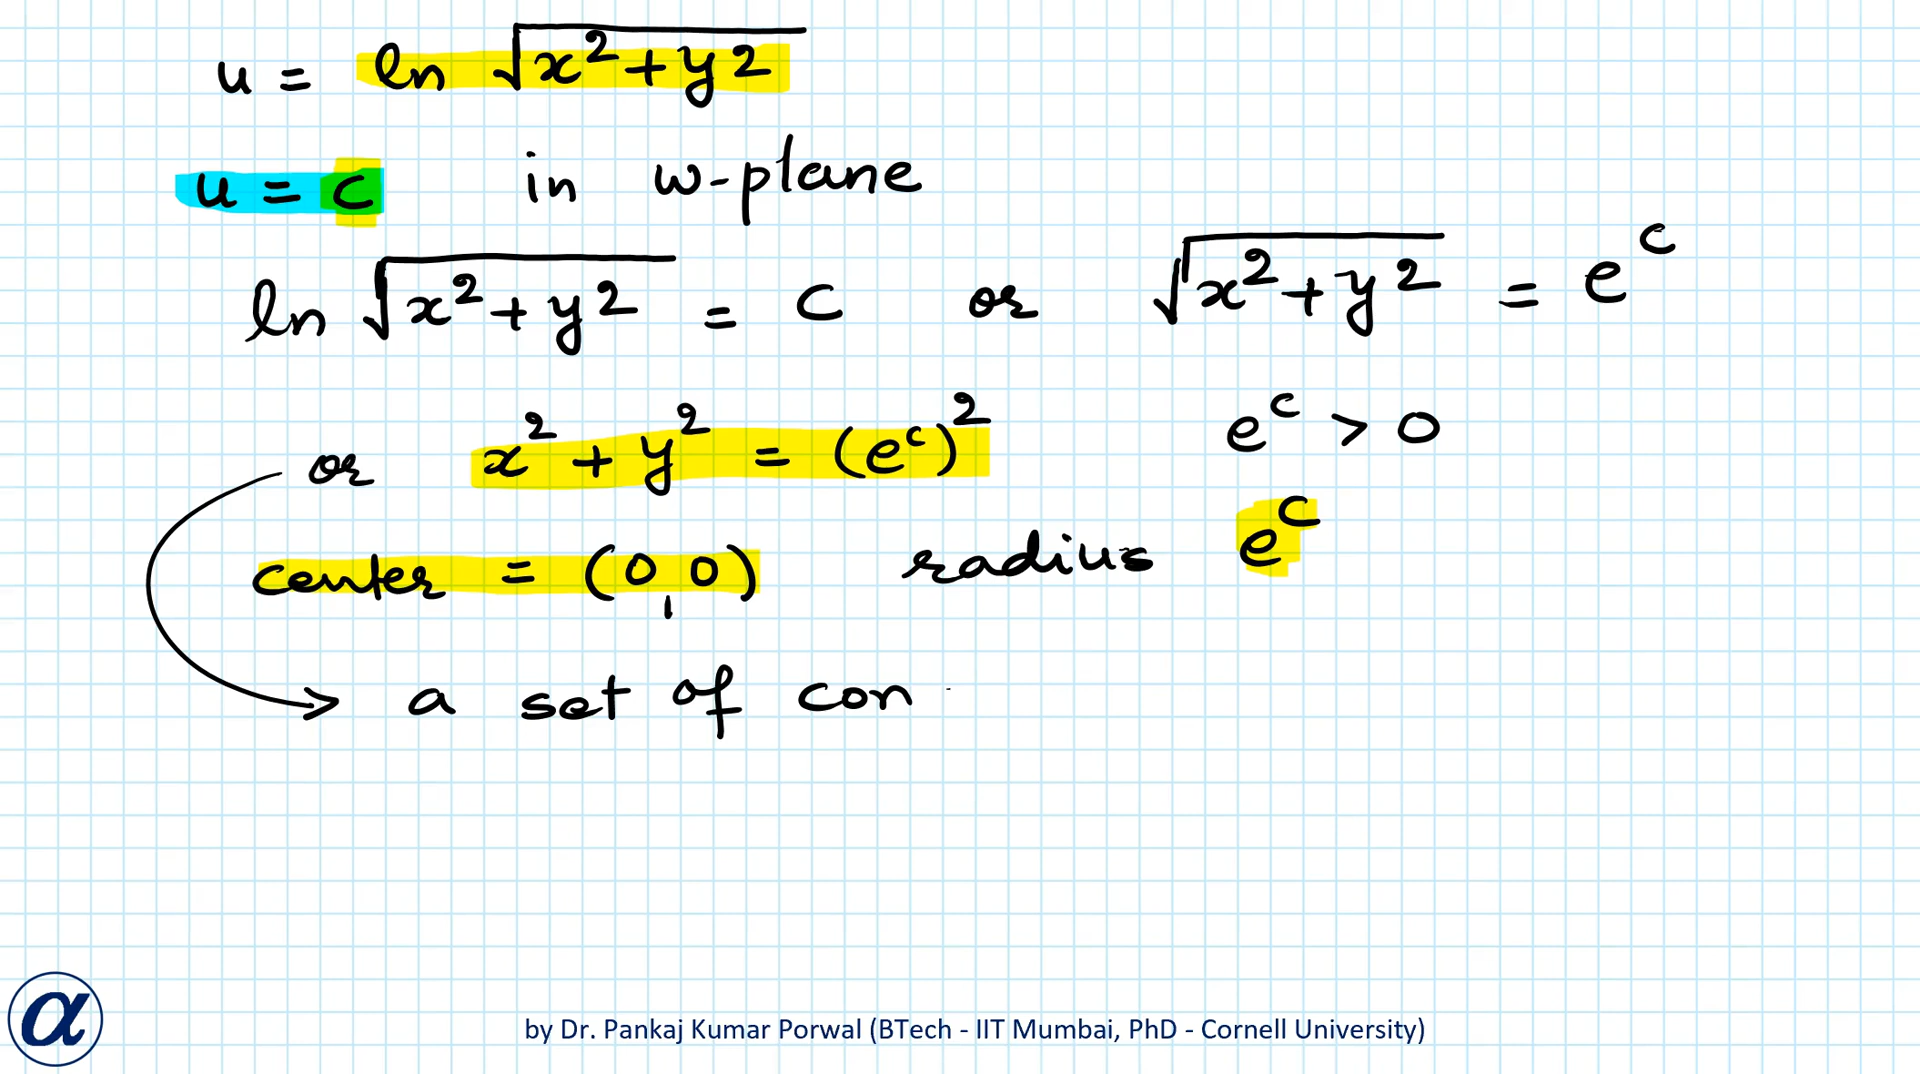 u = ln √x²+y²
u = c in w-plane
ln √x²+y² = c or √x²+y² = e^c
or x² + y² = (e^c)² e^c > 0
center = (0,0) radius e^c
→ a set of con
α
by Dr. Pankaj Kumar Porwal (BTech - IIT Mumbai, PhD - Cornell University)